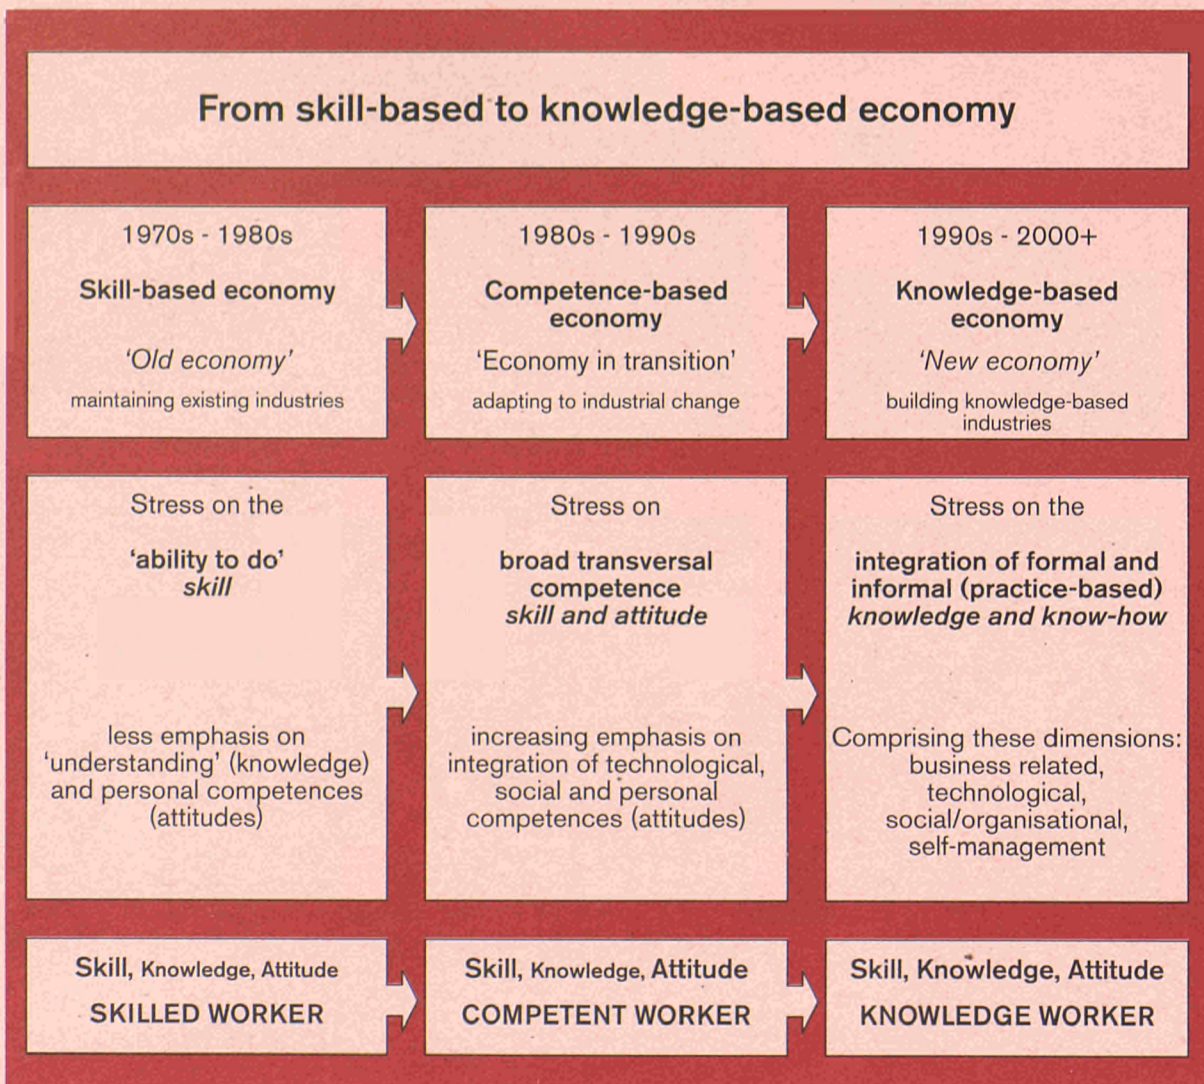 From skill-based to knowledge-based economy
1970s - 1980s
Skill-based economy
‘Old economy’
maintaining existing industries
1980s - 1990s
Competence-based
economy
‘Economy in transition’
adapting to industrial change
1990s - 2000+
Knowledge-based
economy
‘New economy’
building knowledge-based
industries
Stress on the
‘ability to do’
skill
less emphasis on
‘understanding’ (knowledge)
and personal competences
(attitudes)
Stress on
broad transversal
competence
skill and attitude
increasing emphasis on
integration of technological,
social and personal
competences (attitudes)
Stress on the
integration of formal and
informal (practice-based)
knowledge and know-how
Comprising these dimensions:
business related,
technological,
social/organisational,
self-management
Skill, Knowledge, Attitude
SKILLED WORKER
Skill, Knowledge, Attitude
COMPETENT WORKER
Skill, Knowledge, Attitude
KNOWLEDGE WORKER